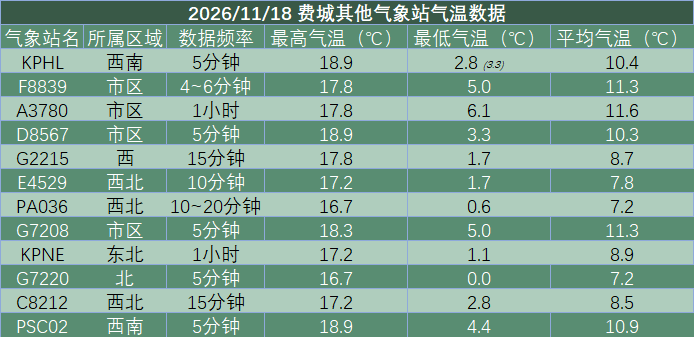 2026/11/18 费城其他气象站气温数据
气象站名 所属区域 数据频率 最高气温（℃） 最低气温（℃） 平均气温（℃）
KPHL 西南 5分钟 18.9 2.8 (3.3) 10.4
F8839 市区 4~6分钟 17.8 5.0 11.3
A3780 市区 1小时 17.8 6.1 11.6
D8567 市区 5分钟 18.9 3.3 10.3
G2215 西 15分钟 17.8 1.7 8.7
E4529 西北 10分钟 17.2 1.7 7.8
PA036 西北 10~20分钟 16.7 0.6 7.2
G7208 市区 5分钟 18.3 5.0 11.3
KPNE 东北 1小时 17.2 1.1 8.9
G7220 北 5分钟 16.7 0.0 7.2
C8212 西北 15分钟 17.2 2.8 8.5
PSC02 西南 5分钟 18.9 4.4 10.9